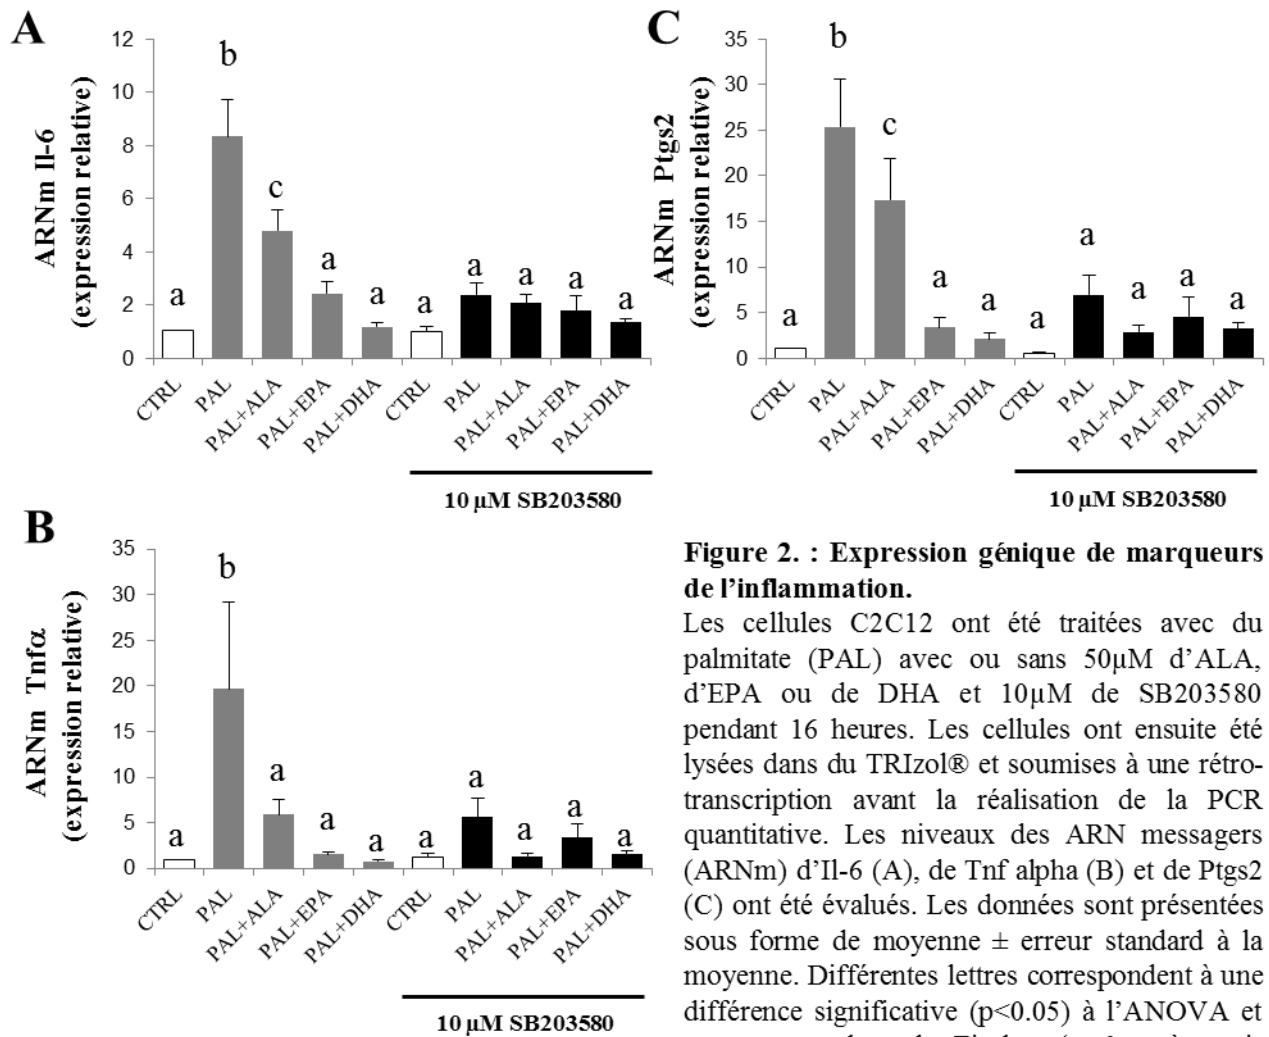 A
ARNm Il-6
(expression relative)
12
10
8
6
4
2
0
a
b
c
a
a
a
a
a
a
a
CTRL
PAL
PAL+ALA
PAL+EPA
PAL+DHA
CTRL
PAL
PAL+ALA
PAL+EPA
PAL+DHA
10 µM SB203580
C
ARNm Ptgs2
(expression relative)
35
30
25
20
15
10
5
0
a
b
c
a
a
a
a
a
a
a
CTRL
PAL
PAL+ALA
PAL+EPA
PAL+DHA
CTRL
PAL
PAL+ALA
PAL+EPA
PAL+DHA
10 µM SB203580
B
ARNm Tnfα
(expression relative)
35
30
25
20
15
10
5
0
a
b
a
a
a
a
a
a
a
a
CTRL
PAL
PAL+ALA
PAL+EPA
PAL+DHA
CTRL
PAL
PAL+ALA
PAL+EPA
PAL+DHA
10 µM SB203580
Figure 2. : Expression génique de marqueurs
de l’inflammation.
Les cellules C2C12 ont été traitées avec du
palmitate (PAL) avec ou sans 50µM d’ALA,
d’EPA ou de DHA et 10µM de SB203580
pendant 16 heures. Les cellules ont ensuite été
lysées dans du TRIzol® et soumises à une rétro-
transcription avant la réalisation de la PCR
quantitative. Les niveaux des ARN messagers
(ARNm) d’Il-6 (A), de Tnf alpha (B) et de Ptgs2
(C) ont été évalués. Les données sont présentées
sous forme de moyenne ± erreur standard à la
moyenne. Différentes lettres correspondent à une
différence significative (p<0.05) à l’ANOVA et